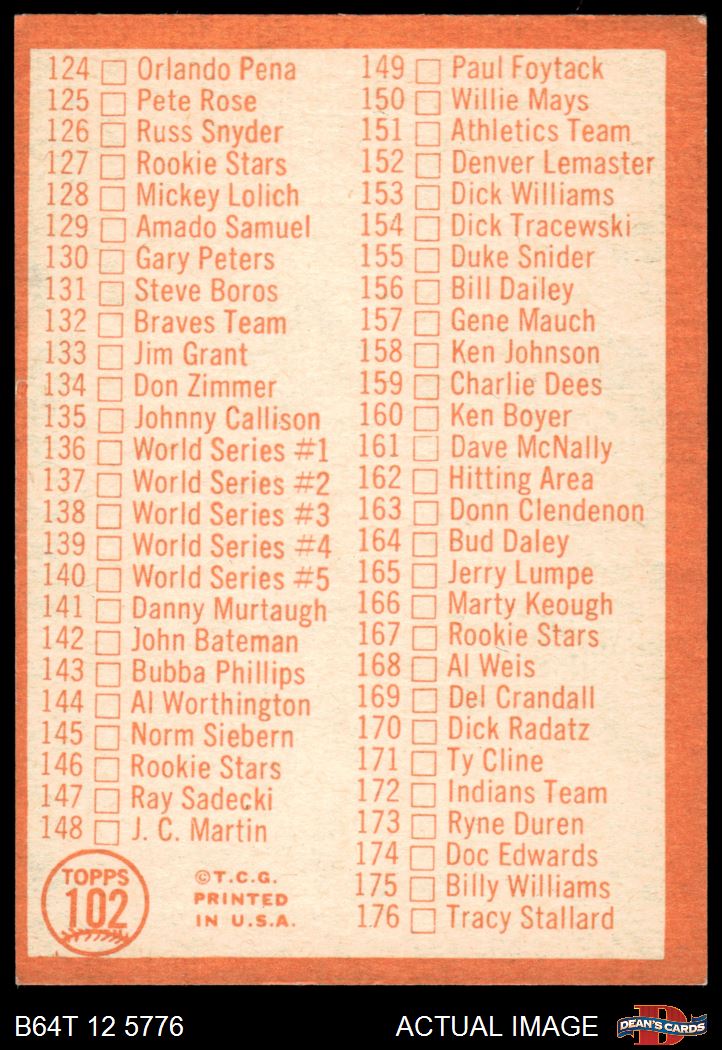 124 Orlando Pena
125 Pete Rose
126 Russ Snyder
127 Rookie Stars
128 Mickey Lolich
129 Amado Samuel
130 Gary Peters
131 Steve Boros
132 Braves Team
133 Jim Grant
134 Don Zimmer
135 Johnny Callison
136 World Series #1
137 World Series #2
138 World Series #3
139 World Series #4
140 World Series #5
141 Danny Murtaugh
142 John Bateman
143 Bubba Phillips
144 Al Worthington
145 Norm Siebern
146 Rookie Stars
147 Ray Sadecki
148 J. C. Martin
149 Paul Foytack
150 Willie Mays
151 Athletics Team
152 Denver Lemaster
153 Dick Williams
154 Dick Tracewski
155 Duke Snider
156 Bill Dailey
157 Gene Mauch
158 Ken Johnson
159 Charlie Dees
160 Ken Boyer
161 Dave McNally
162 Hitting Area
163 Donn Clendenon
164 Bud Daley
165 Jerry Lumpe
166 Marty Keough
167 Rookie Stars
168 Al Weis
169 Del Crandall
170 Dick Radatz
171 Ty Cline
172 Indians Team
173 Ryne Duren
174 Doc Edwards
175 Billy Williams
176 Tracy Stallard
TOPPS
102
©T.C.G.
PRINTED
IN U.S.A.
B64T 12 5776
ACTUAL IMAGE
D
DEAN'S CARDS